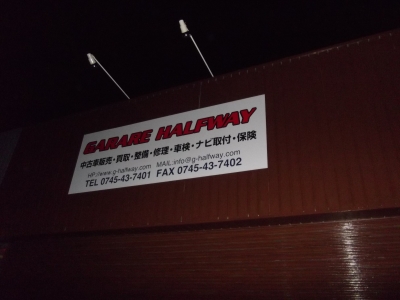 GARARE HALFWAY
中古車販売・買取・整備・修理・車検・ナビ取付・保険
HP://www.g-halfway.com MAIL:info@g-halfway.com
TEL 0745-43-7401 FAX 0745-43-7402